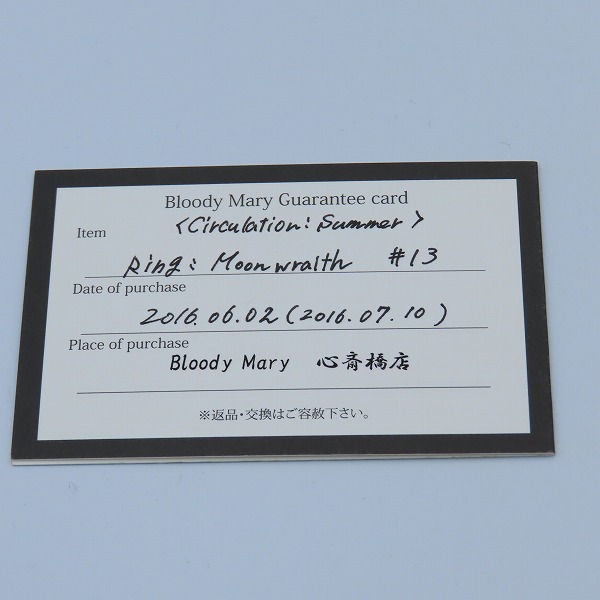 Bloody Mary Guarantee card
Item <Circulation: Summer>
Ring: Moonwraith #13
Date of purchase
2016.06.02 (2016.07.10)
Place of purchase
Bloody Mary 心斎橋店
※返品・交換はご容赦下さい。